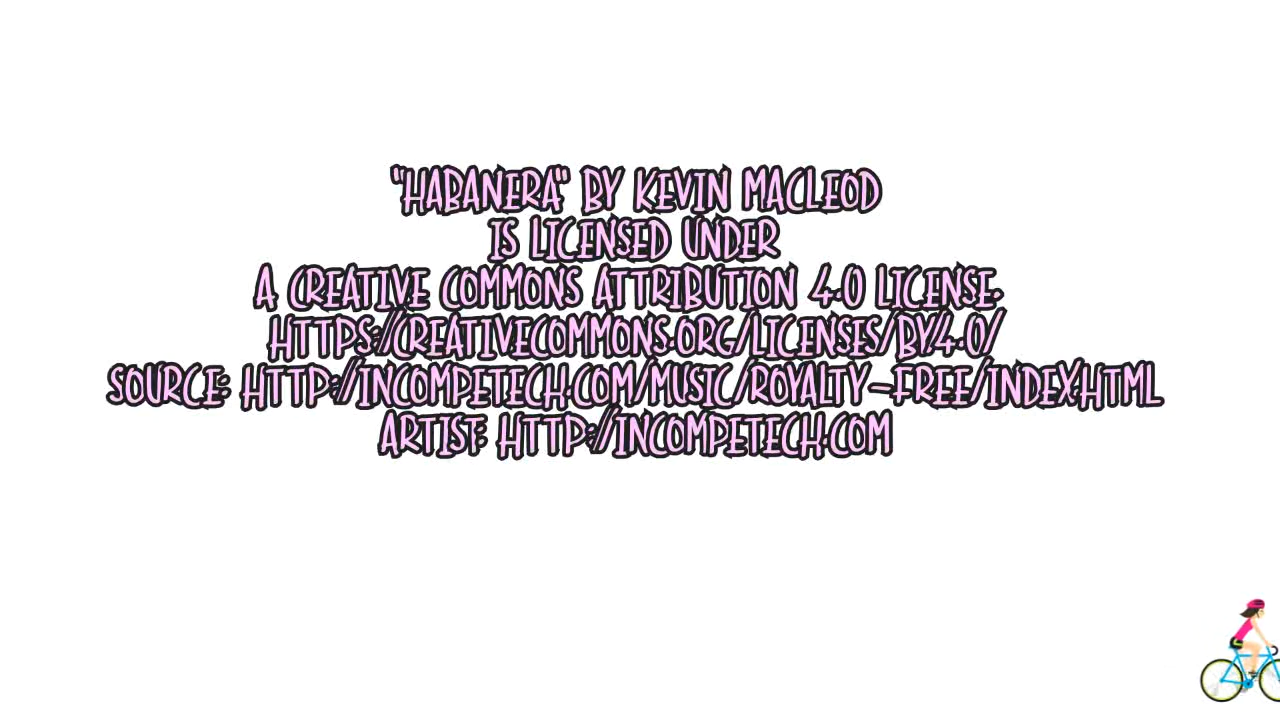 "HABANERA" BY KEVIN MACLEOD
IS LICENSED UNDER
A CREATIVE COMMONS ATTRIBUTION 4.0 LICENSE.
HTTPS://CREATIVECOMMONS.ORG/LICENSES/BY/4.0/
SOURCE: HTTP://INCOMPETECH.COM/MUSIC/ROYALTY-FREE/INDEX.HTML
ARTIST: HTTP://INCOMPETECH.COM